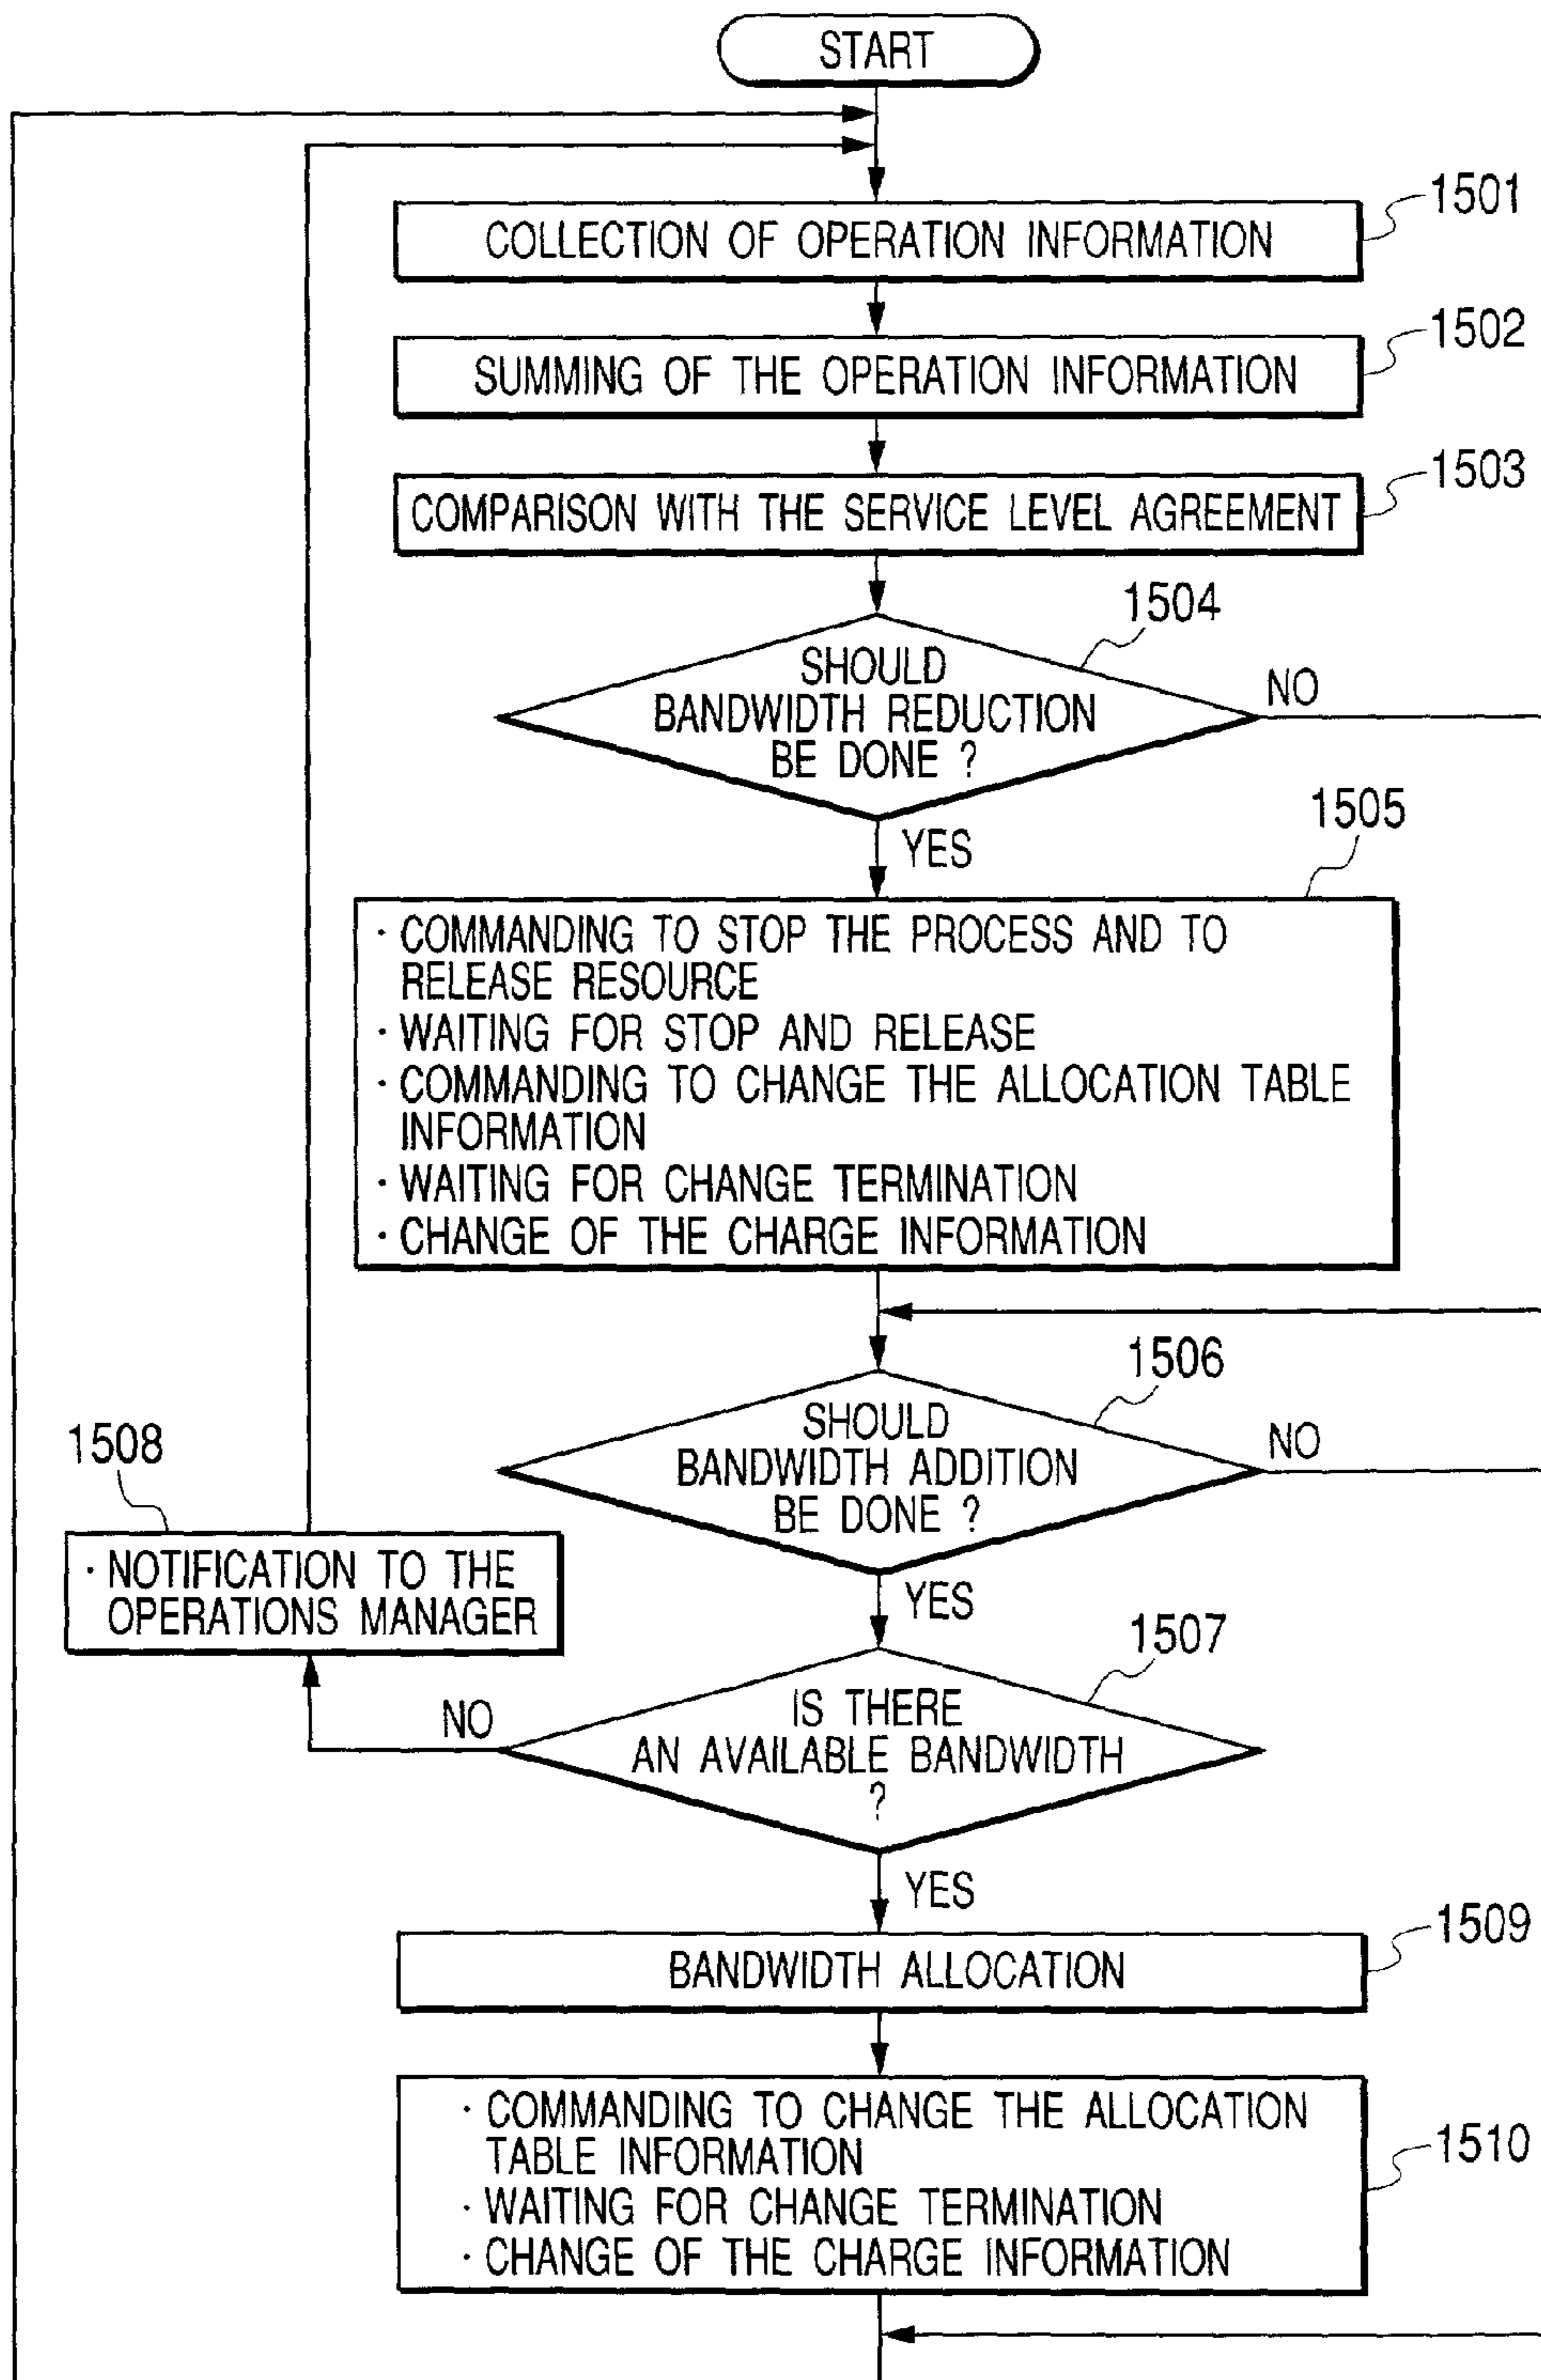 START
1501
COLLECTION OF OPERATION INFORMATION
1502
SUMMING OF THE OPERATION INFORMATION
1503
COMPARISON WITH THE SERVICE LEVEL AGREEMENT
1504
SHOULD
BANDWIDTH REDUCTION
BE DONE ?
NO
YES
1505
· COMMANDING TO STOP THE PROCESS AND TO
RELEASE RESOURCE
· WAITING FOR STOP AND RELEASE
· COMMANDING TO CHANGE THE ALLOCATION TABLE
INFORMATION
· WAITING FOR CHANGE TERMINATION
· CHANGE OF THE CHARGE INFORMATION
1506
SHOULD
BANDWIDTH ADDITION
BE DONE ?
NO
YES
1508
· NOTIFICATION TO THE
OPERATIONS MANAGER
1507
IS THERE
AN AVAILABLE BANDWIDTH
?
NO
YES
1509
BANDWIDTH ALLOCATION
1510
· COMMANDING TO CHANGE THE ALLOCATION
TABLE INFORMATION
· WAITING FOR CHANGE TERMINATION
· CHANGE OF THE CHARGE INFORMATION